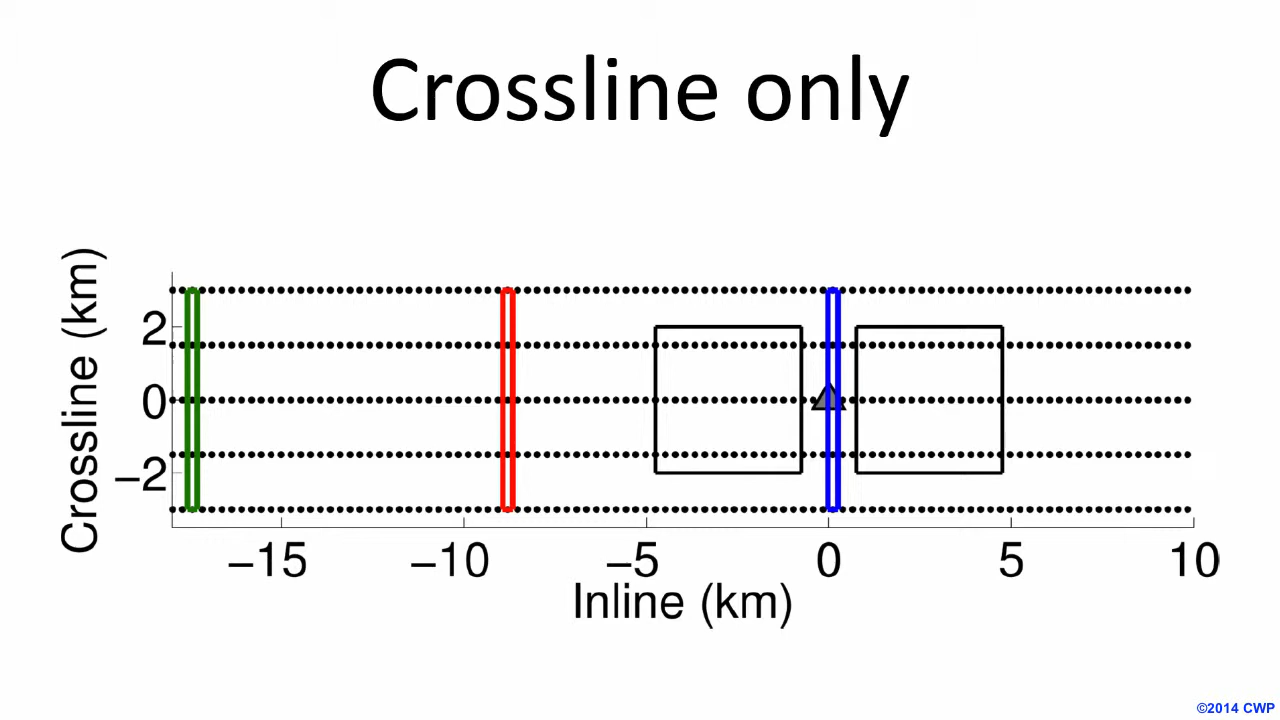 Crossline only
Crossline (km)
2
0
−2
−15 −10 −5 0 5 10
Inline (km)
©2014 CWP